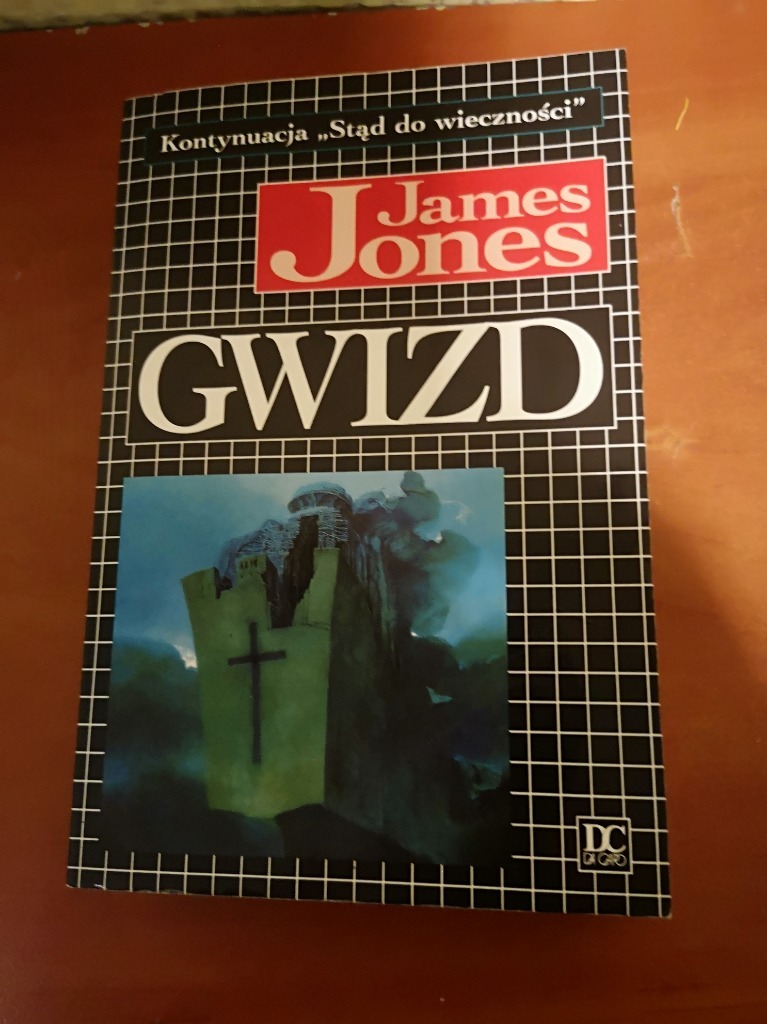 Kontynuacja „Stąd do wieczności”
James
Jones
GWIZD
DC
DA CAPO